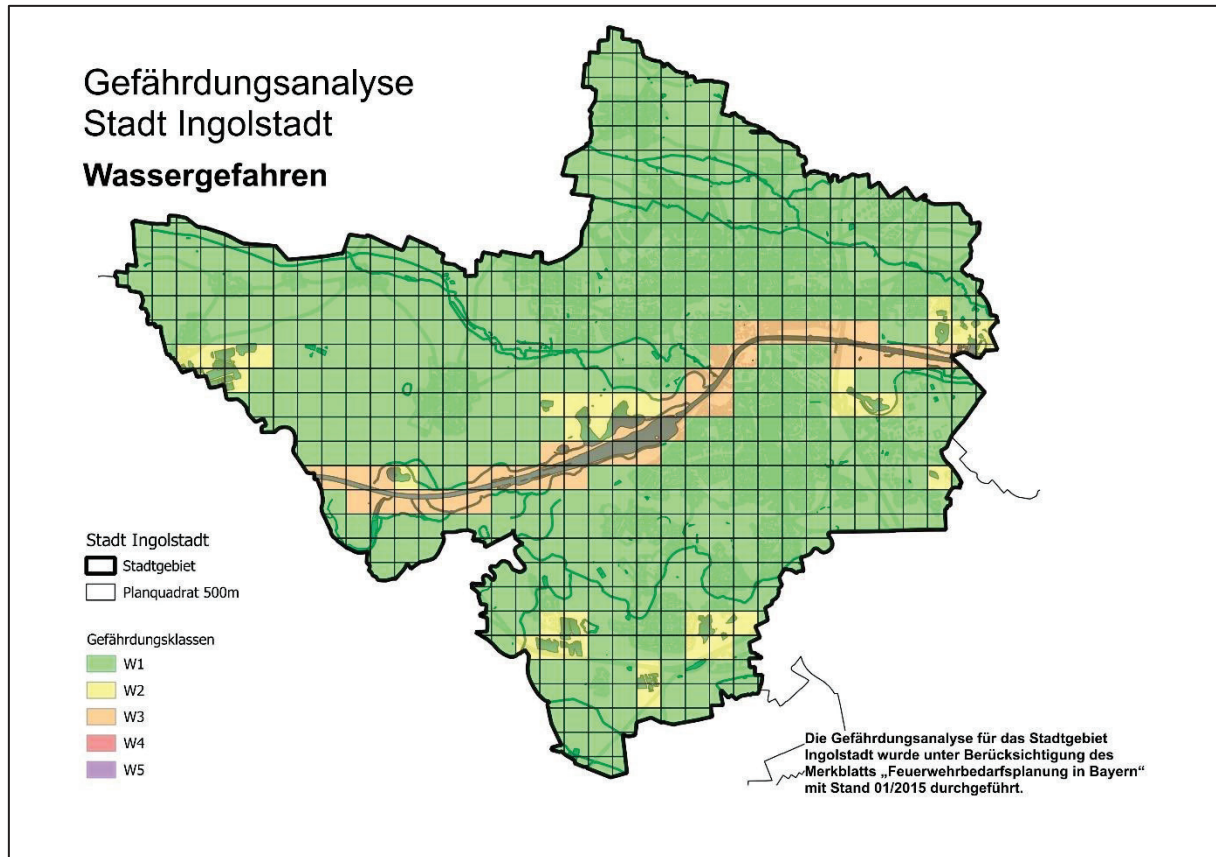 Gefährdungsanalyse
Stadt Ingolstadt
Wassergefahren
Stadt Ingolstadt
Stadtgebiet
Planquadrat 500m
Gefährdungsklassen
W1
W2
W3
W4
W5
Die Gefährdungsanalyse für das Stadtgebiet
Ingolstadt wurde unter Berücksichtigung des
Merkblatts „Feuerwehrbedarfsplanung in Bayern“
mit Stand 01/2015 durchgeführt.